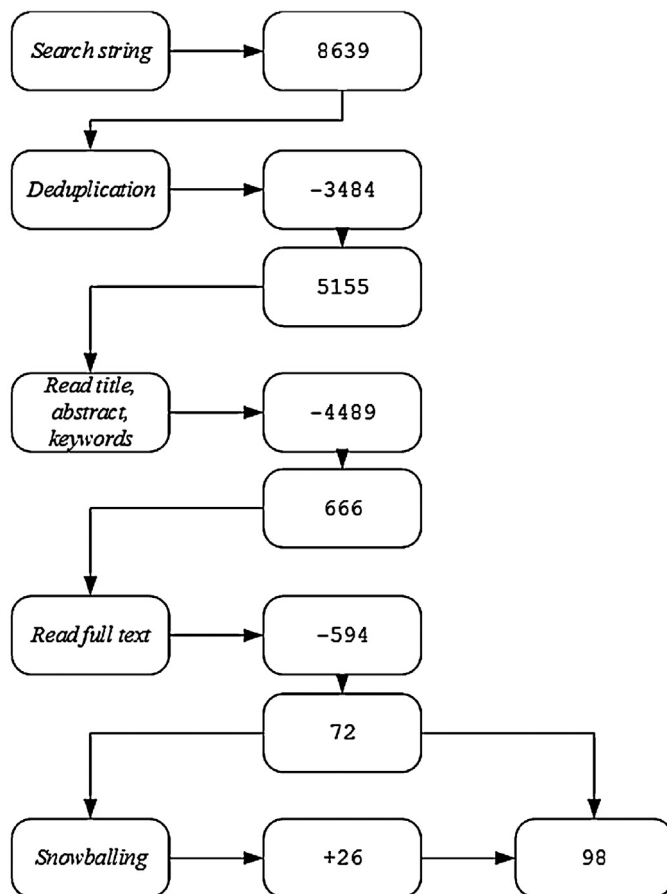 Search string
8639
Deduplication
-3484
5155
Read title,
abstract,
keywords
-4489
666
Read full text
-594
72
Snowballing
+26
98